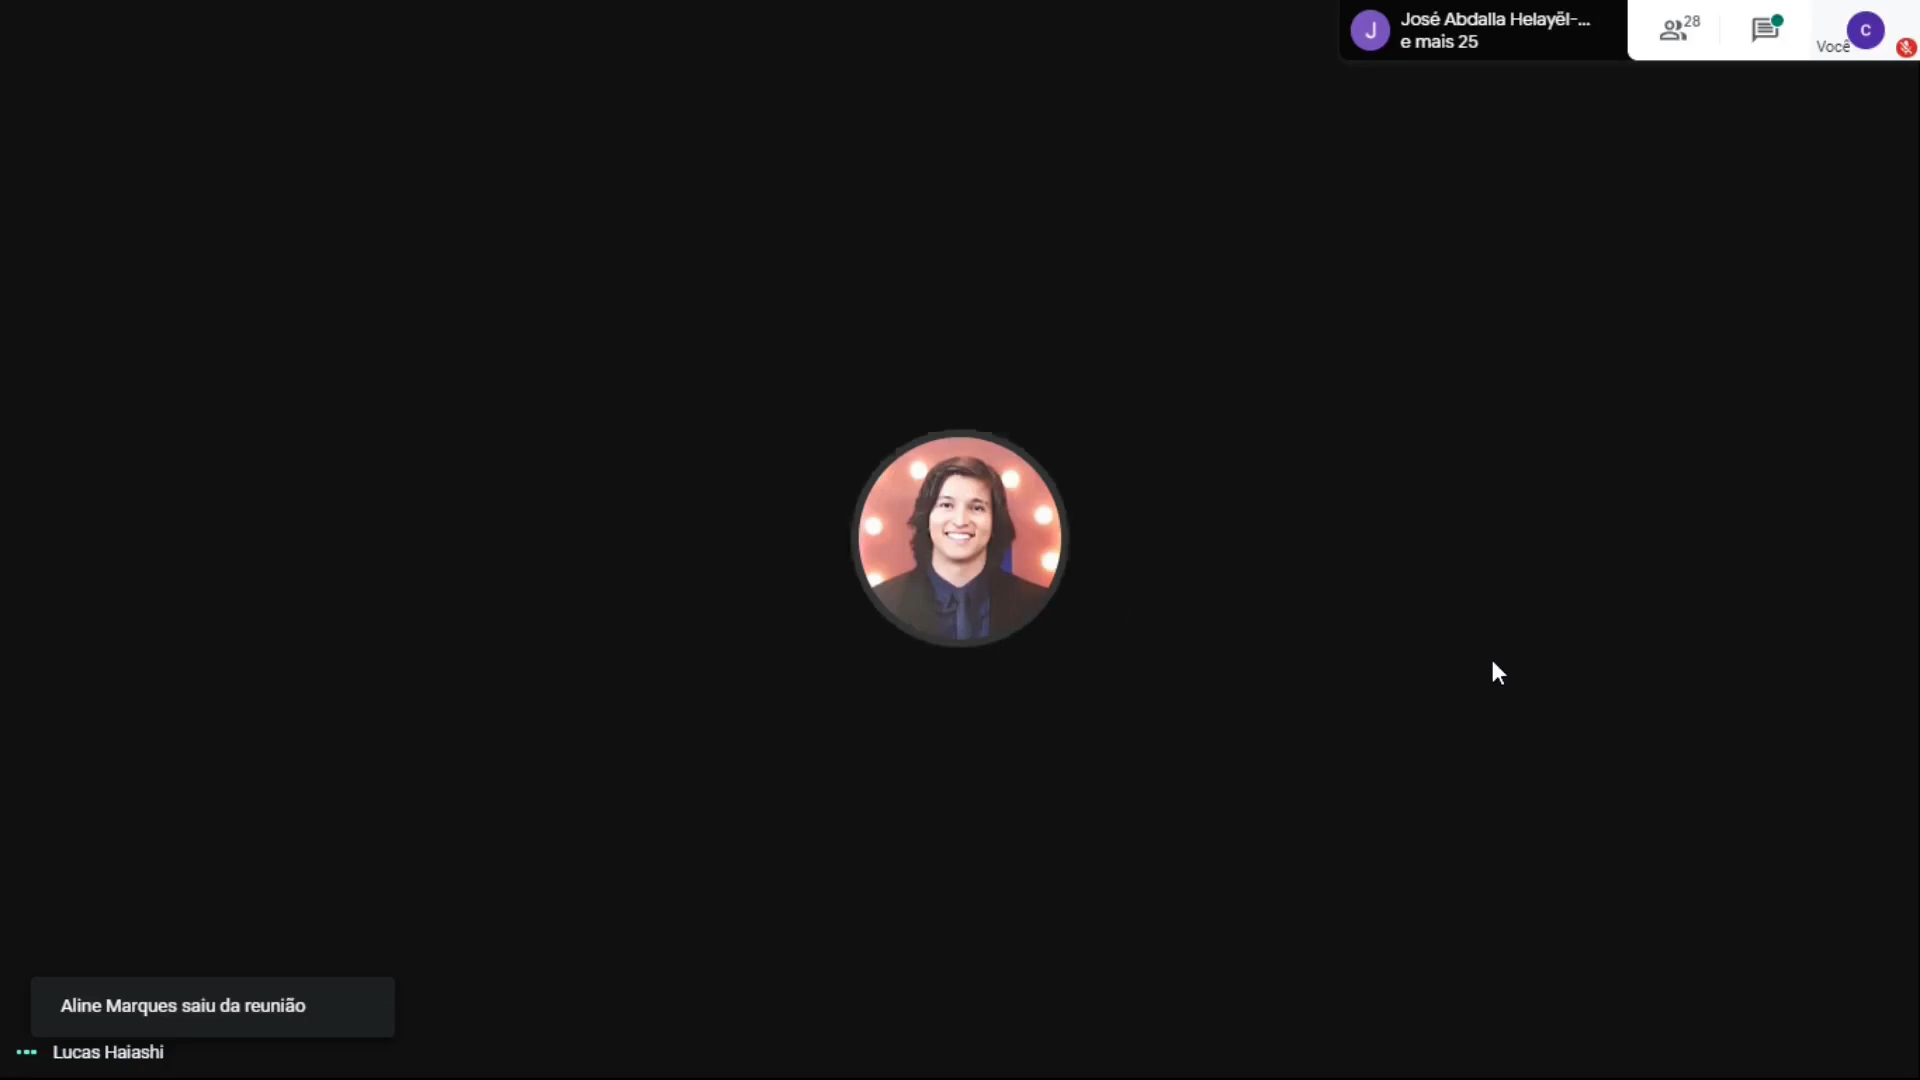 José Abdalla Helayël-...
e mais 25
J
28
Você
C
Aline Marques saiu da reunião
Lucas Haiashi